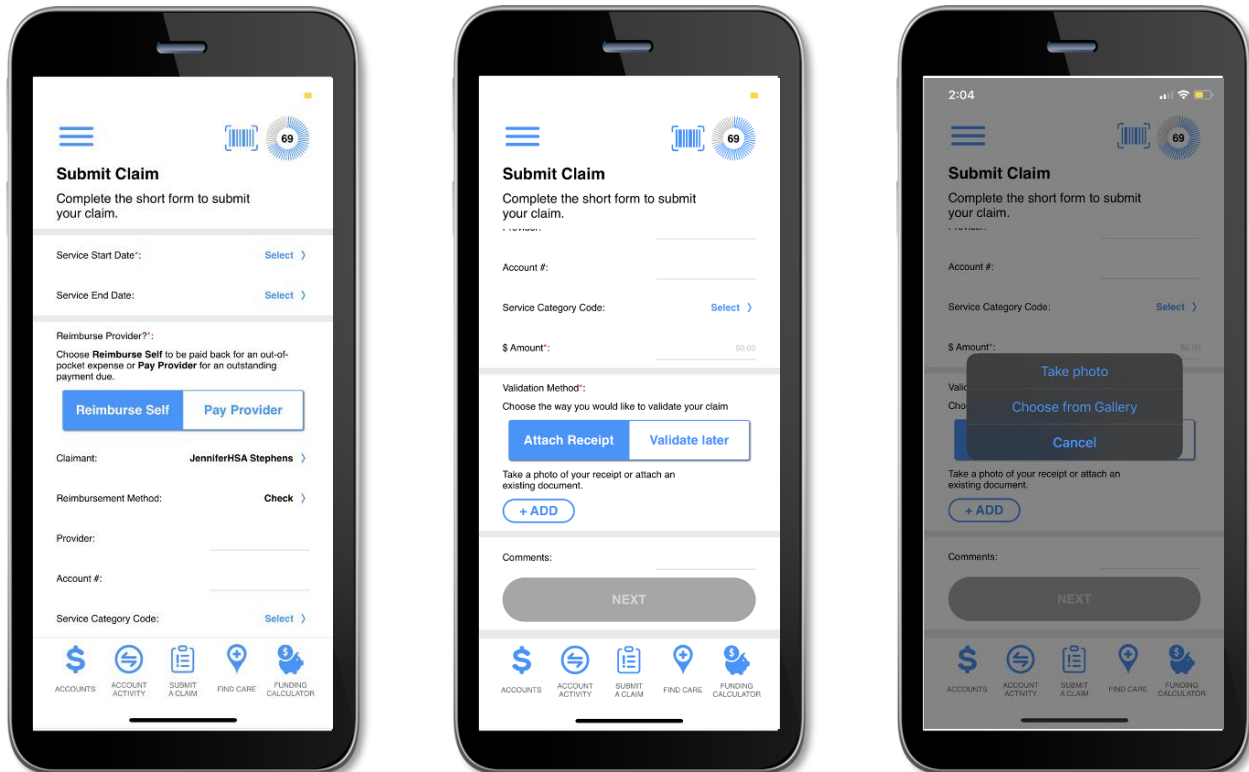 69
Submit Claim
Complete the short form to submit
your claim.
Service Start Date*:
Select >
Service End Date:
Select >
Reimburse Provider?*:
Choose Reimburse Self to be paid back for an out-of-
pocket expense or Pay Provider for an outstanding
payment due.
Reimburse Self
Pay Provider
Claimant:
JenniferHSA Stephens >
Reimbursement Method:
Check >
Provider:
Account #:
Service Category Code:
Select >
ACCOUNTS
ACCOUNT
ACTIVITY
SUBMIT
A CLAIM
FIND CARE
FUNDING
CALCULATOR
69
Submit Claim
Complete the short form to submit
your claim.
Account #:
Service Category Code:
Select >
$ Amount*:
$0.00
Validation Method*:
Choose the way you would like to validate your claim
Attach Receipt
Validate later
Take a photo of your receipt or attach an
existing document.
+ ADD
Comments:
NEXT
ACCOUNTS
ACCOUNT
ACTIVITY
SUBMIT
A CLAIM
FIND CARE
FUNDING
CALCULATOR
2:04
69
Submit Claim
Complete the short form to submit
your claim.
Account #:
Service Category Code:
Select >
$ Amount*:
$0.00
Take photo
Choose from Gallery
Cancel
Take a photo of your receipt or attach an
existing document.
+ ADD
Comments:
NEXT
ACCOUNTS
ACCOUNT
ACTIVITY
SUBMIT
A CLAIM
FIND CARE
FUNDING
CALCULATOR